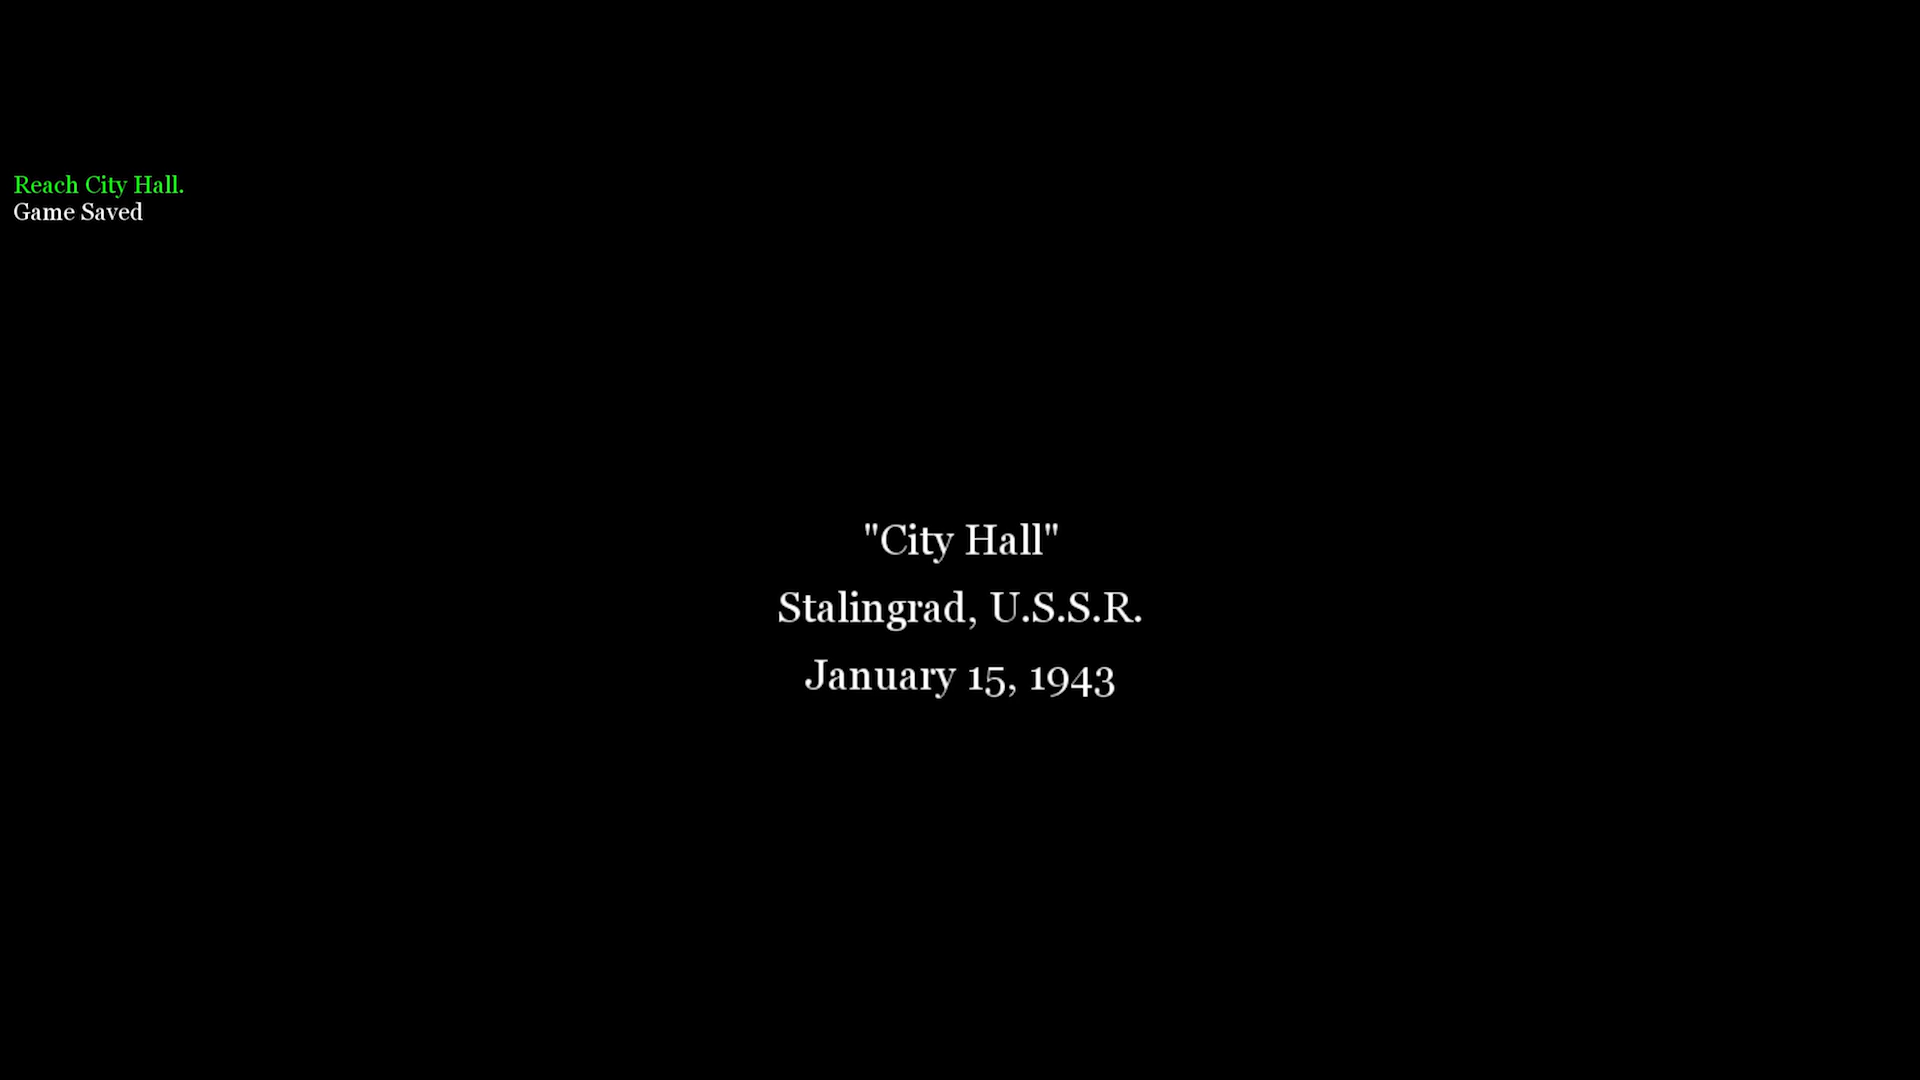 Reach City Hall.
Game Saved
"City Hall"
Stalingrad, U.S.S.R.
January 15, 1943